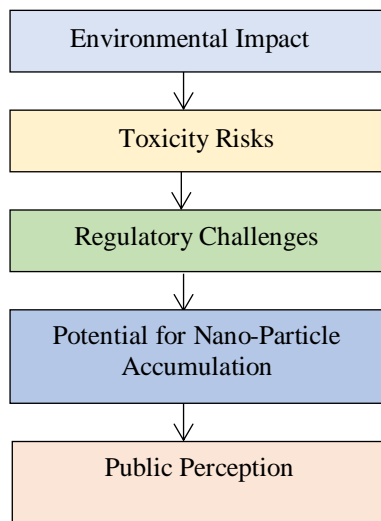 Environmental Impact
Toxicity Risks
Regulatory Challenges
Potential for Nano-Particle
Accumulation
Public Perception